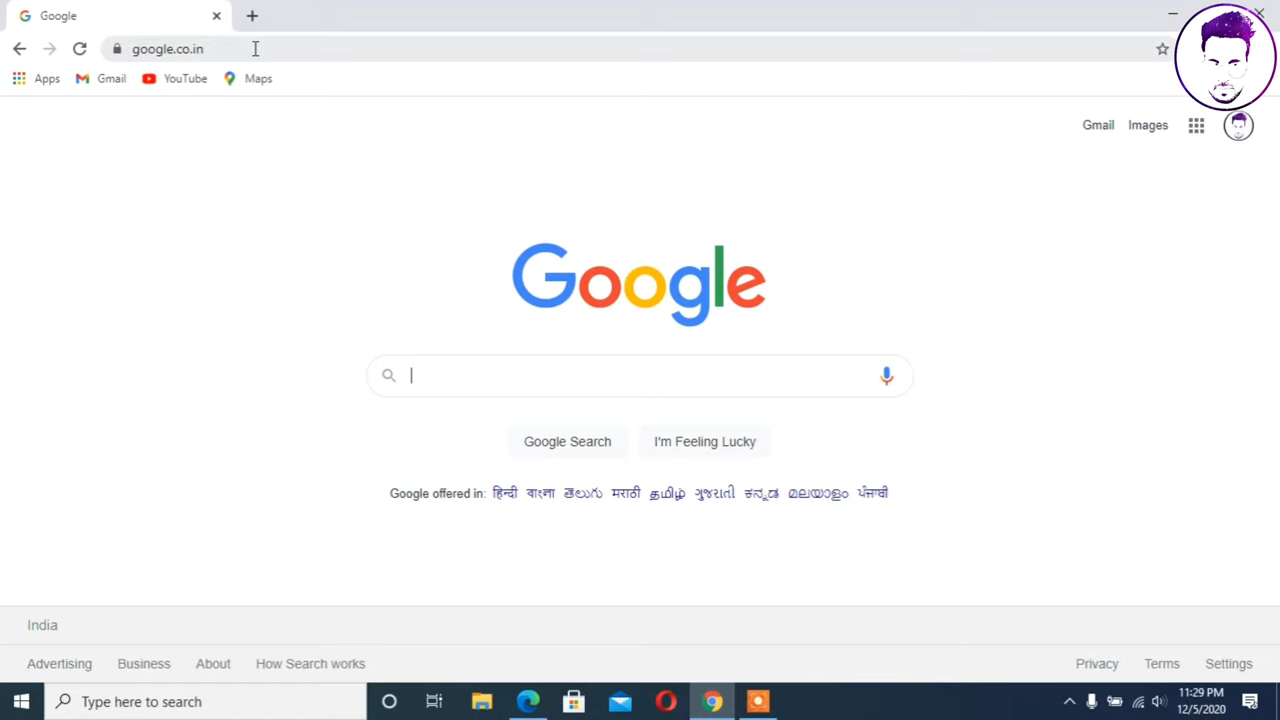 Google
google.co.in
Apps Gmail YouTube Maps
Gmail Images
Google
Google Search I'm Feeling Lucky
Google offered in: हिन्दी বাংলা తెలుగు मराठी தமிழ் ગુજરાતી ಕನ್ನಡ മലയാളം ਪੰਜਾਬੀ
India
Advertising Business About How Search works Privacy Terms Settings
Type here to search
11:29 PM
12/5/2020